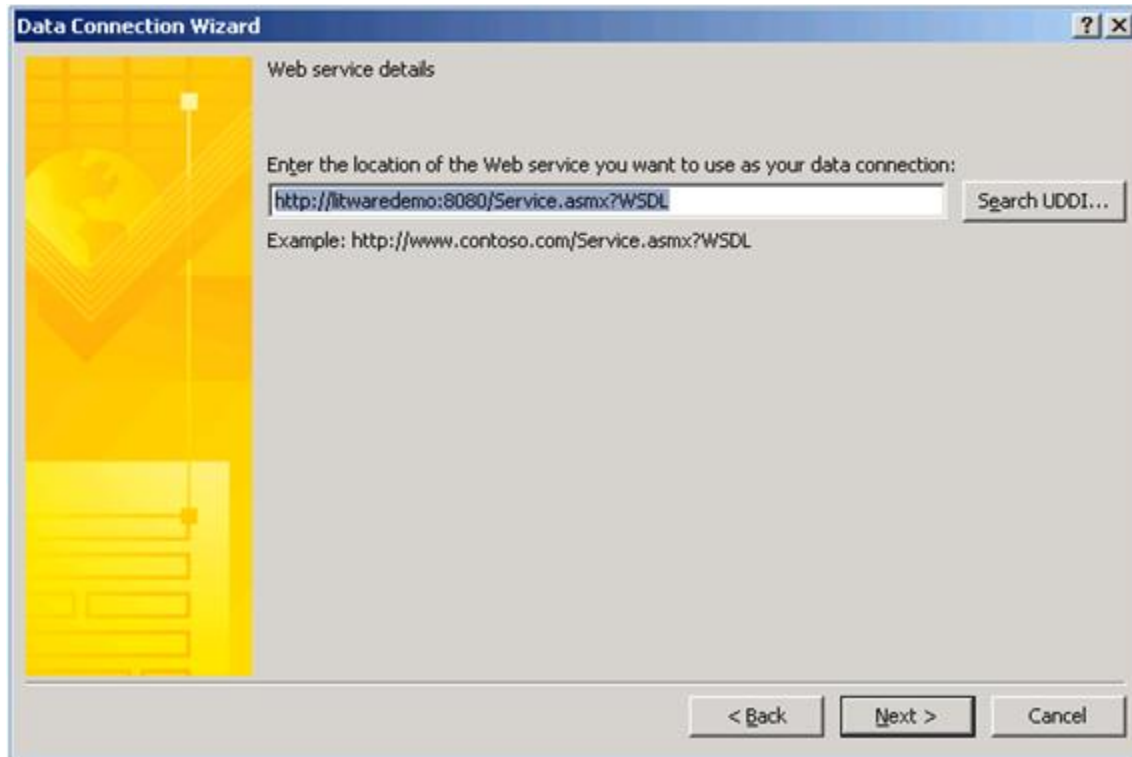 Data Connection Wizard
Web service details
Enter the location of the Web service you want to use as your data connection:
http://litwaredemo:8080/Service.asmx?WSDL
Search UDDI...
Example: http://www.contoso.com/Service.asmx?WSDL
< Back
Next >
Cancel